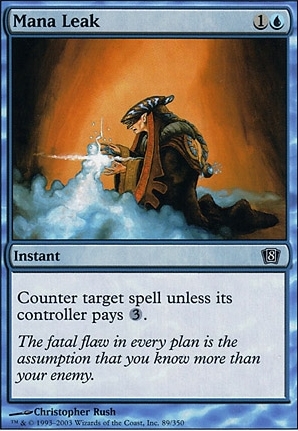 Mana Leak 1
Instant 8
Counter target spell unless its
controller pays 3.
The fatal flaw in every plan is the
assumption that you know more than
your enemy.
Christopher Rush
™ & © 1993–2003 Wizards of the Coast, Inc. 89/350